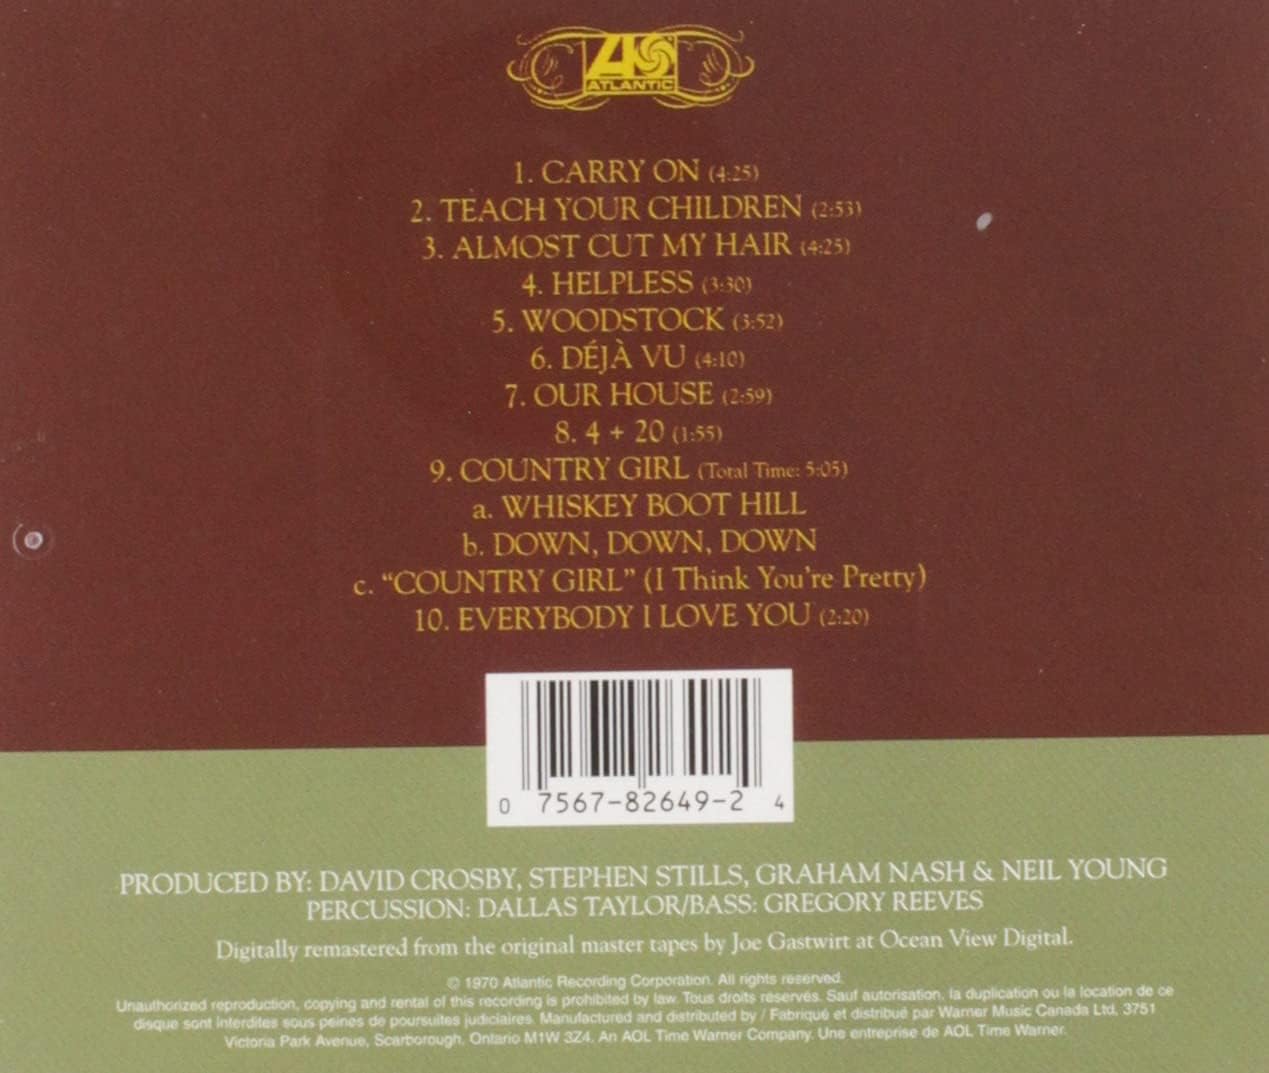 ATLANTIC
1. CARRY ON (4:25)
2. TEACH YOUR CHILDREN (2:53)
3. ALMOST CUT MY HAIR (4:25)
4. HELPLESS (3:30)
5. WOODSTOCK (3:52)
6. DÉJÀ VU (4:10)
7. OUR HOUSE (2:59)
8. 4 + 20 (1:55)
9. COUNTRY GIRL (Total Time: 5:05)
a. WHISKEY BOOT HILL
b. DOWN, DOWN, DOWN
c. “COUNTRY GIRL” (I Think You're Pretty)
10. EVERYBODY I LOVE YOU (2:20)
0 7567-82649-2 4
PRODUCED BY: DAVID CROSBY, STEPHEN STILLS, GRAHAM NASH & NEIL YOUNG
PERCUSSION: DALLAS TAYLOR/BASS: GREGORY REEVES
Digitally remastered from the original master tapes by Joe Gastwirt at Ocean View Digital.
© 1970 Atlantic Recording Corporation. All rights reserved.
Unauthorized reproduction, copying and rental of this recording is prohibited by law. Tous droits réservés. Sauf autorisation, la duplication ou la location de ce
disque sont interdites sous peines de poursuites judiciaires. Manufactured and distributed by / Fabriqué et distribué par Warner Music Canada Ltd, 3751
Victoria Park Avenue, Scarborough, Ontario M1W 3Z4. An AOL Time Warner Company. Une entreprise de AOL Time Warner.